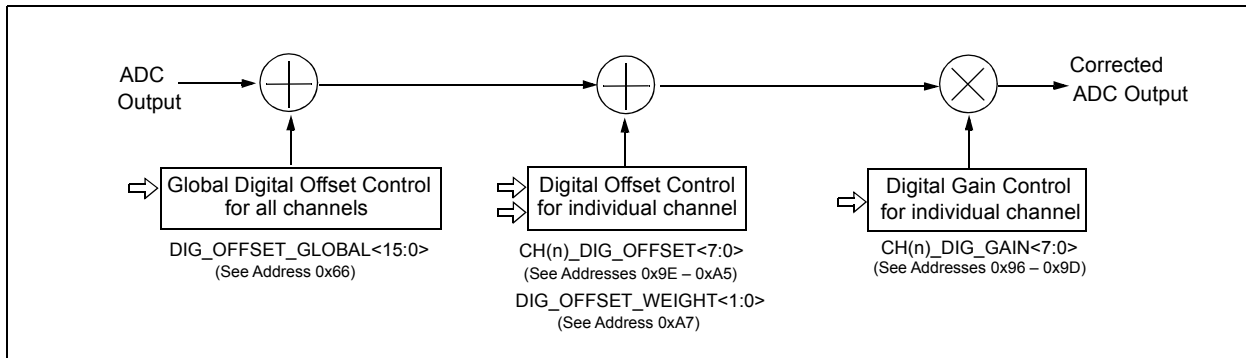 ADC
Output
Corrected
ADC Output
Global Digital Offset Control
for all channels
DIG_OFFSET_GLOBAL<15:0>
(See Address 0x66)
Digital Offset Control
for individual channel
CH(n)_DIG_OFFSET<7:0>
(See Addresses 0x9E – 0xA5)
DIG_OFFSET_WEIGHT<1:0>
(See Address 0xA7)
Digital Gain Control
for individual channel
CH(n)_DIG_GAIN<7:0>
(See Addresses 0x96 – 0x9D)